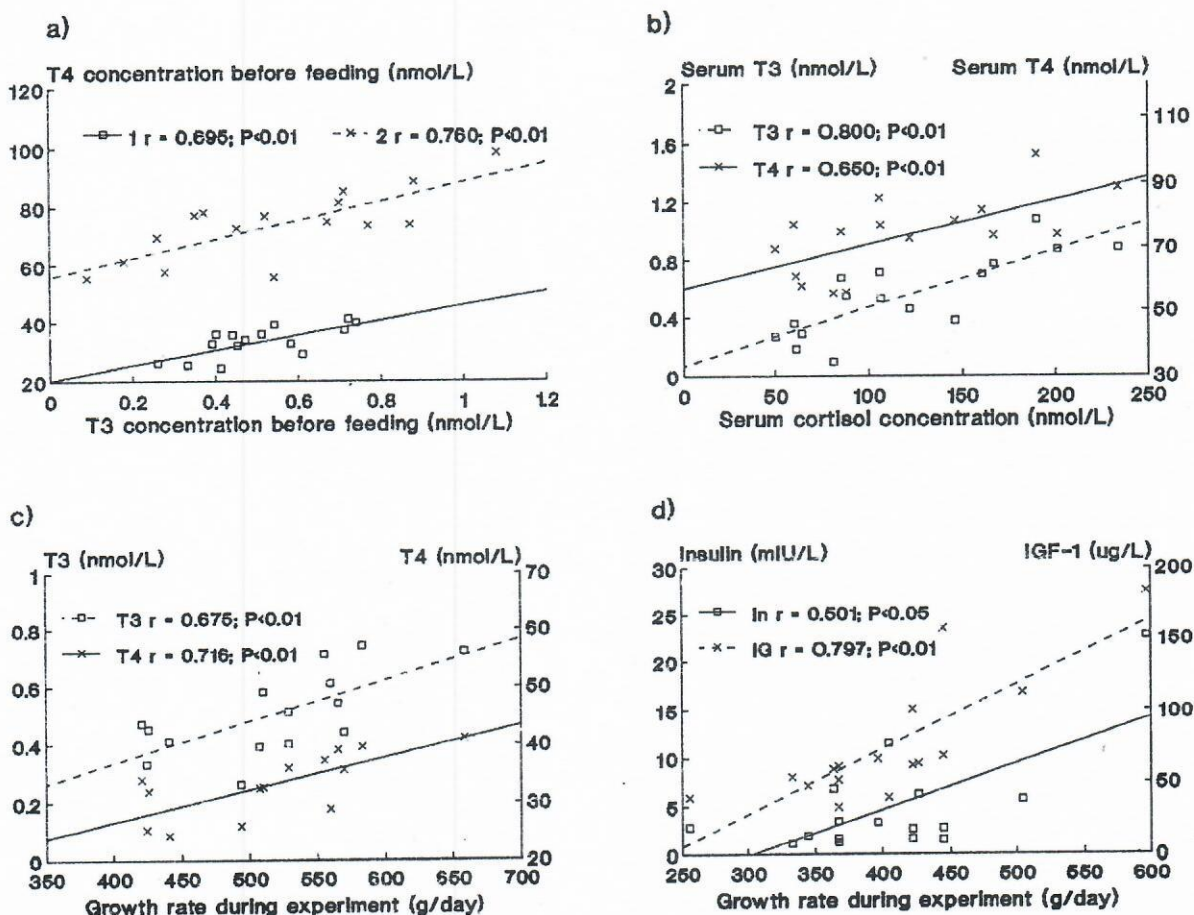 a)
T4 concentration before feeding (nmol/L)
120
100
80
60
40
20
1 r = 0.695; P<0.01
2 r = 0.760; P<0.01
0 0.2 0.4 0.6 0.8 1 12
T3 concentration before feeding (nmol/L)
b)
Serum T3 (nmol/L) Serum T4 (nmol/L)
2
1.6
1.2
0.8
0.4
0
T3 r = 0.800; P<0.01
T4 r = 0.650; P<0.01
110
90
70
50
30
0 50 100 150 200 250
Serum cortisol concentration (nmol/L)
c)
T3 (nmol/L) T4 (nmol/L)
1
0.8
0.6
0.4
0.2
0
T3 r = 0.675; P<0.01
T4 r = 0.716; P<0.01
70
60
50
40
30
20
350 400 450 500 550 600 650 700
Growth rate during experiment (g/day)
d)
Insulin (mIU/L) IGF-1 (ug/L)
30
25
20
15
10
5
0
In r = 0.501; P<0.05
IG r = 0.797; P<0.01
200
150
100
50
0
250 300 350 400 450 500 550 600
Growth rate during experiment (g/day)